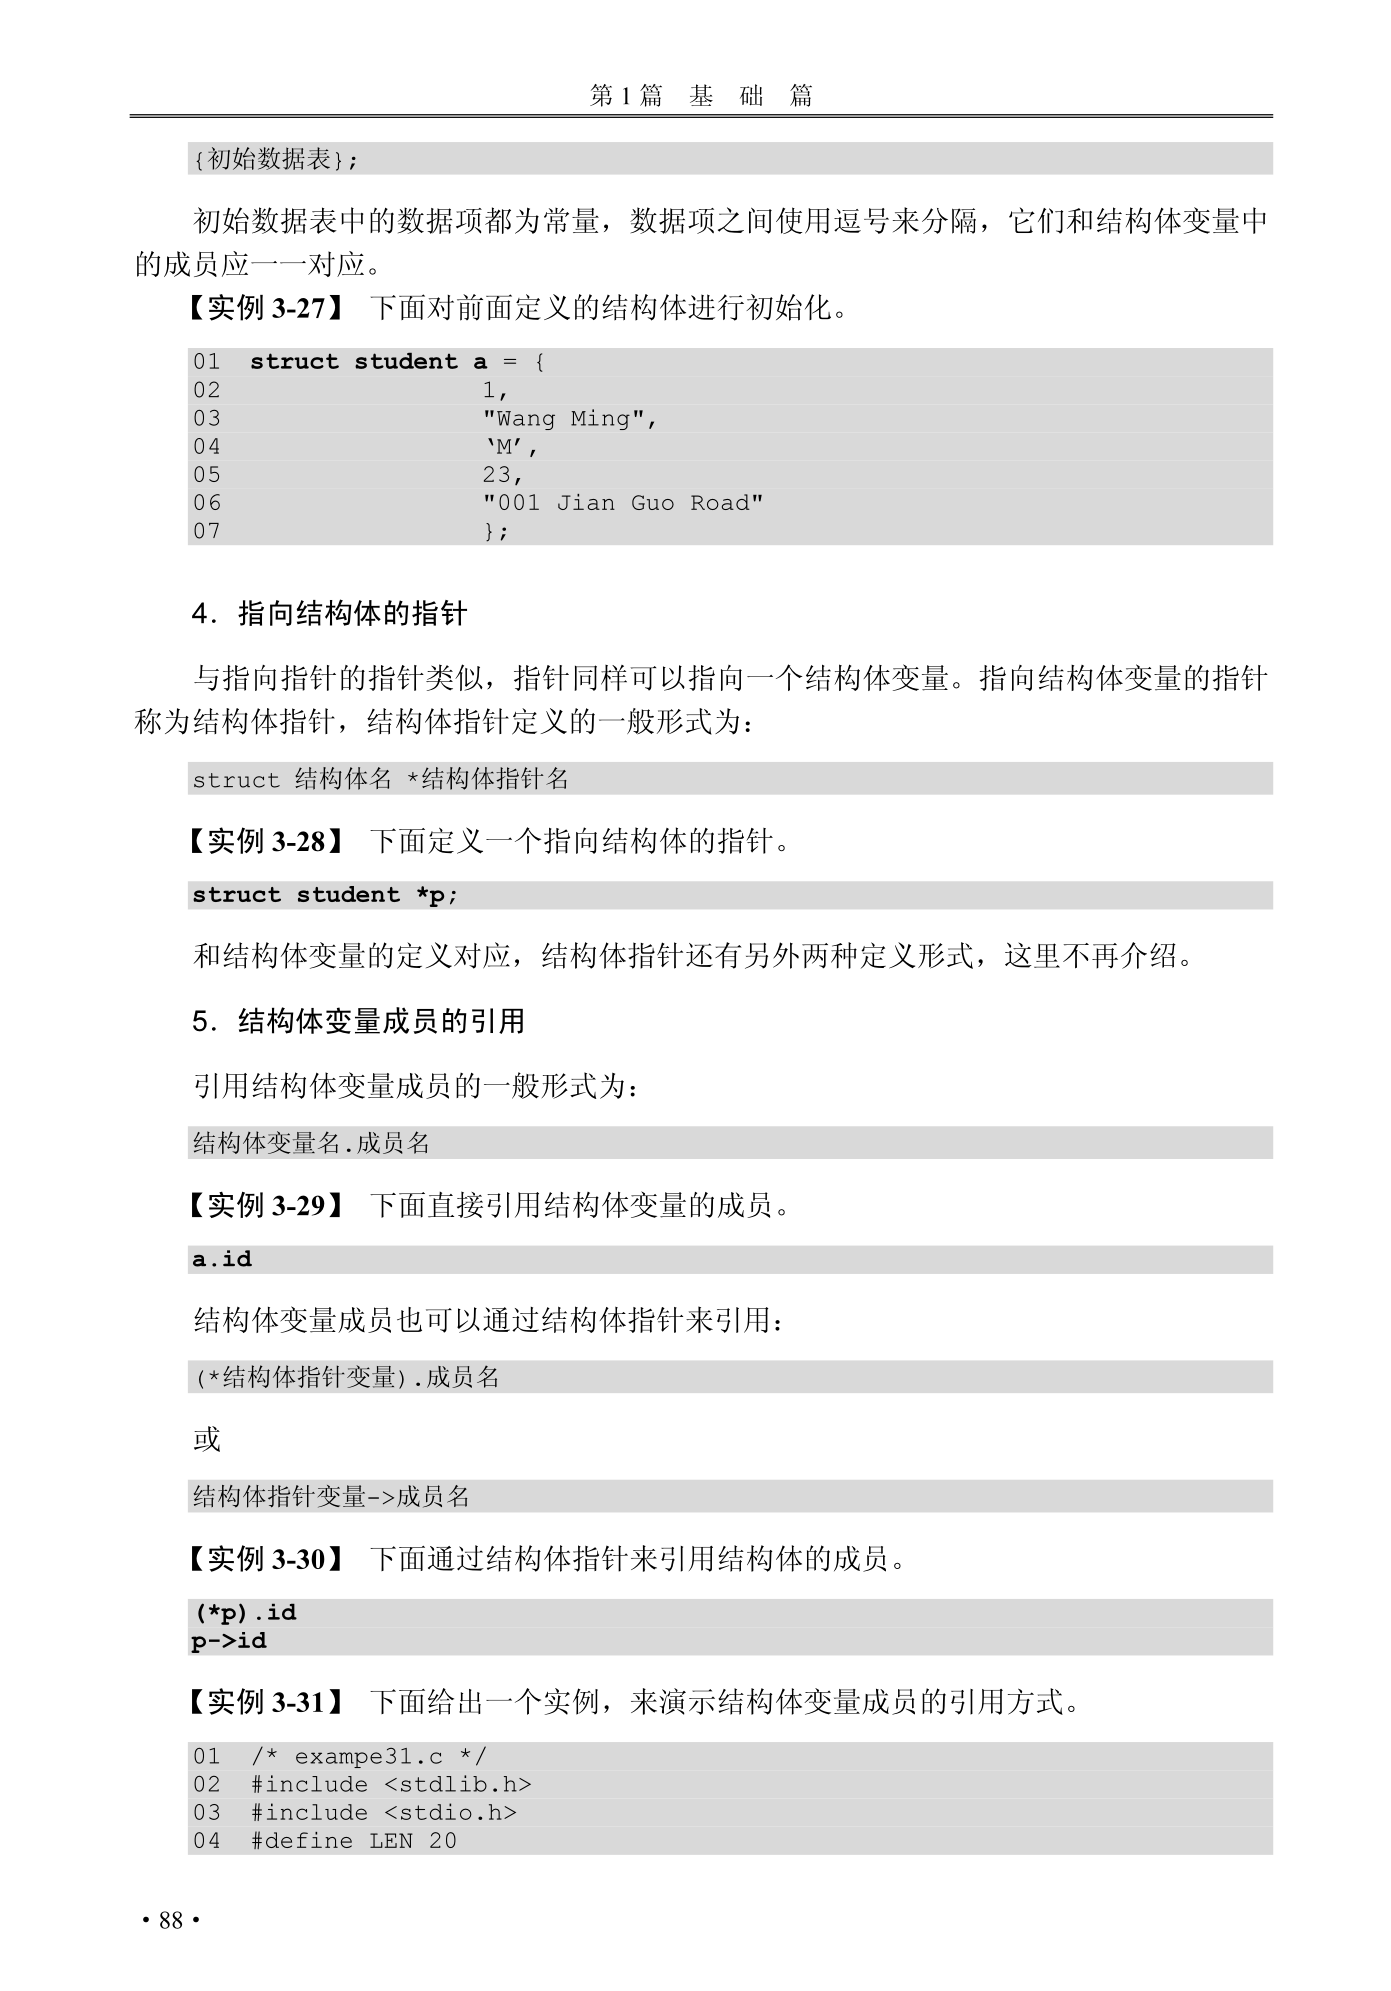 第 1 篇　基　础　篇
{初始数据表};
初始数据表中的数据项都为常量，数据项之间使用逗号来分隔，它们和结构体变量中
的成员应一一对应。
【实例 3-27】 下面对前面定义的结构体进行初始化。
01  struct student a = {
02                  1,
03                  "Wang Ming",
04                  ‘M’,
05                  23,
06                  "001 Jian Guo Road"
07                  };
4．指向结构体的指针
与指向指针的指针类似，指针同样可以指向一个结构体变量。指向结构体变量的指针
称为结构体指针，结构体指针定义的一般形式为：
struct 结构体名 *结构体指针名
【实例 3-28】 下面定义一个指向结构体的指针。
struct student *p;
和结构体变量的定义对应，结构体指针还有另外两种定义形式，这里不再介绍。
5．结构体变量成员的引用
引用结构体变量成员的一般形式为：
结构体变量名.成员名
【实例 3-29】 下面直接引用结构体变量的成员。
a.id
结构体变量成员也可以通过结构体指针来引用：
(*结构体指针变量).成员名
或
结构体指针变量->成员名
【实例 3-30】 下面通过结构体指针来引用结构体的成员。
(*p).id
p->id
【实例 3-31】 下面给出一个实例，来演示结构体变量成员的引用方式。
01  /* exampe31.c */
02  #include <stdlib.h>
03  #include <stdio.h>
04  #define LEN 20
·88·